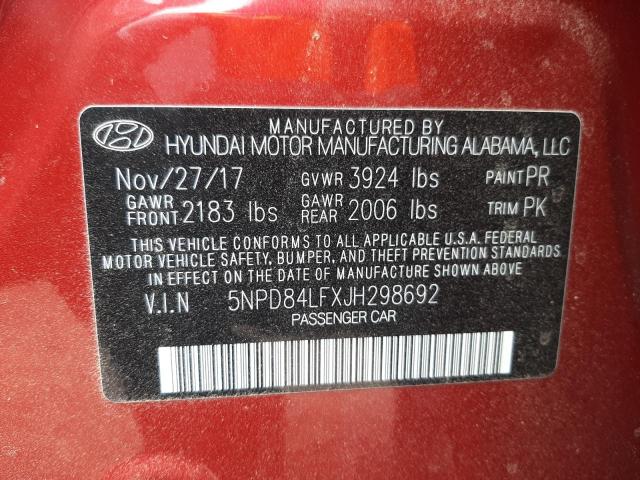 MANUFACTURED BY
HYUNDAI MOTOR MANUFACTURING ALABAMA, LLC
Nov/27/17 GVWR 3924 lbs PAINT PR
GAWR FRONT 2183 lbs GAWR REAR 2006 lbs TRIM PK
THIS VEHICLE CONFORMS TO ALL APPLICABLE U.S.A. FEDERAL
MOTOR VEHICLE SAFETY, BUMPER, AND THEFT PREVENTION STANDARDS
IN EFFECT ON THE DATE OF MANUFACTURE SHOWN ABOVE
V.I.N 5NPD84LFXJH298692
PASSENGER CAR